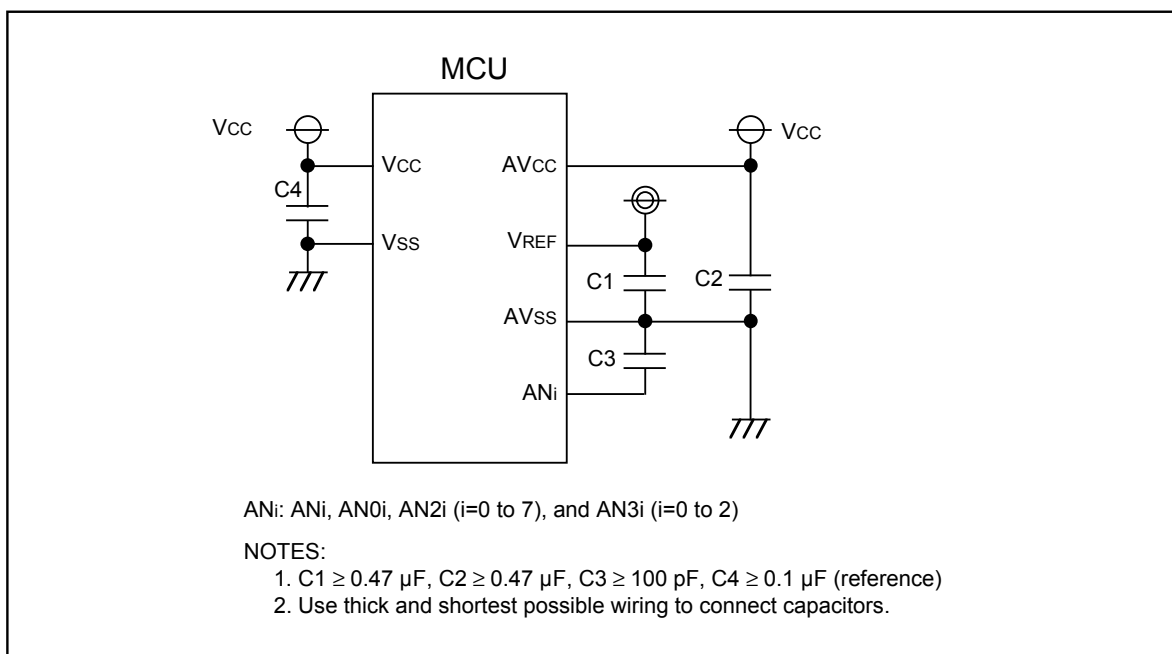 MCU
VCC
VCC
VCC
AVCC
C4
VSS
VREF
C1
C2
AVSS
C3
ANi
ANi: ANi, AN0i, AN2i (i=0 to 7), and AN3i (i=0 to 2)
NOTES:
1. C1 ≥ 0.47 µF, C2 ≥ 0.47 µF, C3 ≥ 100 pF, C4 ≥ 0.1 µF (reference)
2. Use thick and shortest possible wiring to connect capacitors.